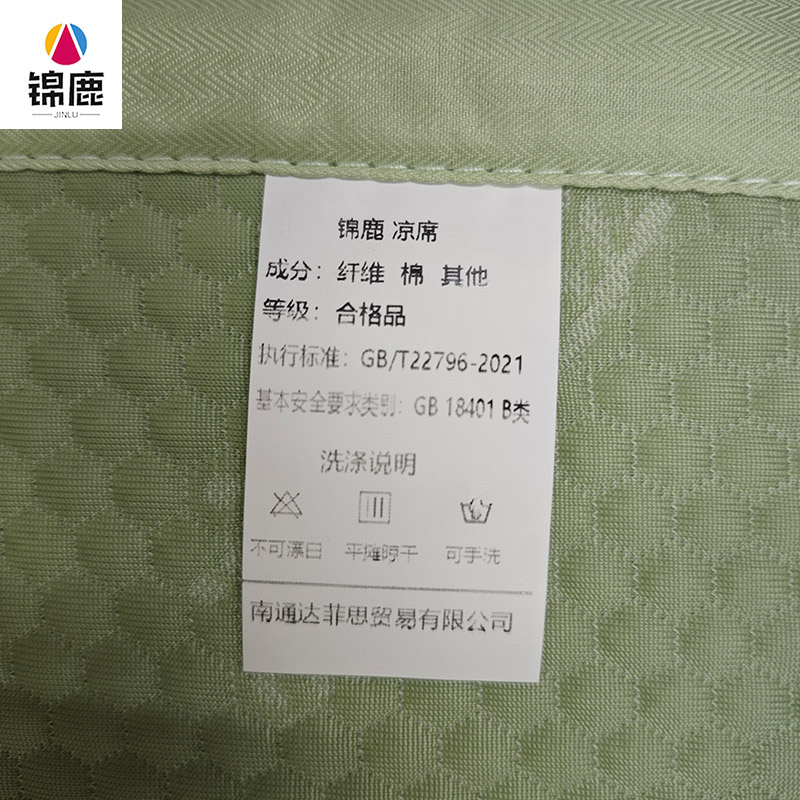 锦鹿
JINLU
锦鹿 凉席
成分：纤维 棉 其他
等级：合格品
执行标准：GB/T22796-2021
基本安全要求类别：GB 18401 B类
洗涤说明
不可漂白 平摊晾干 可手洗
南通达菲思贸易有限公司